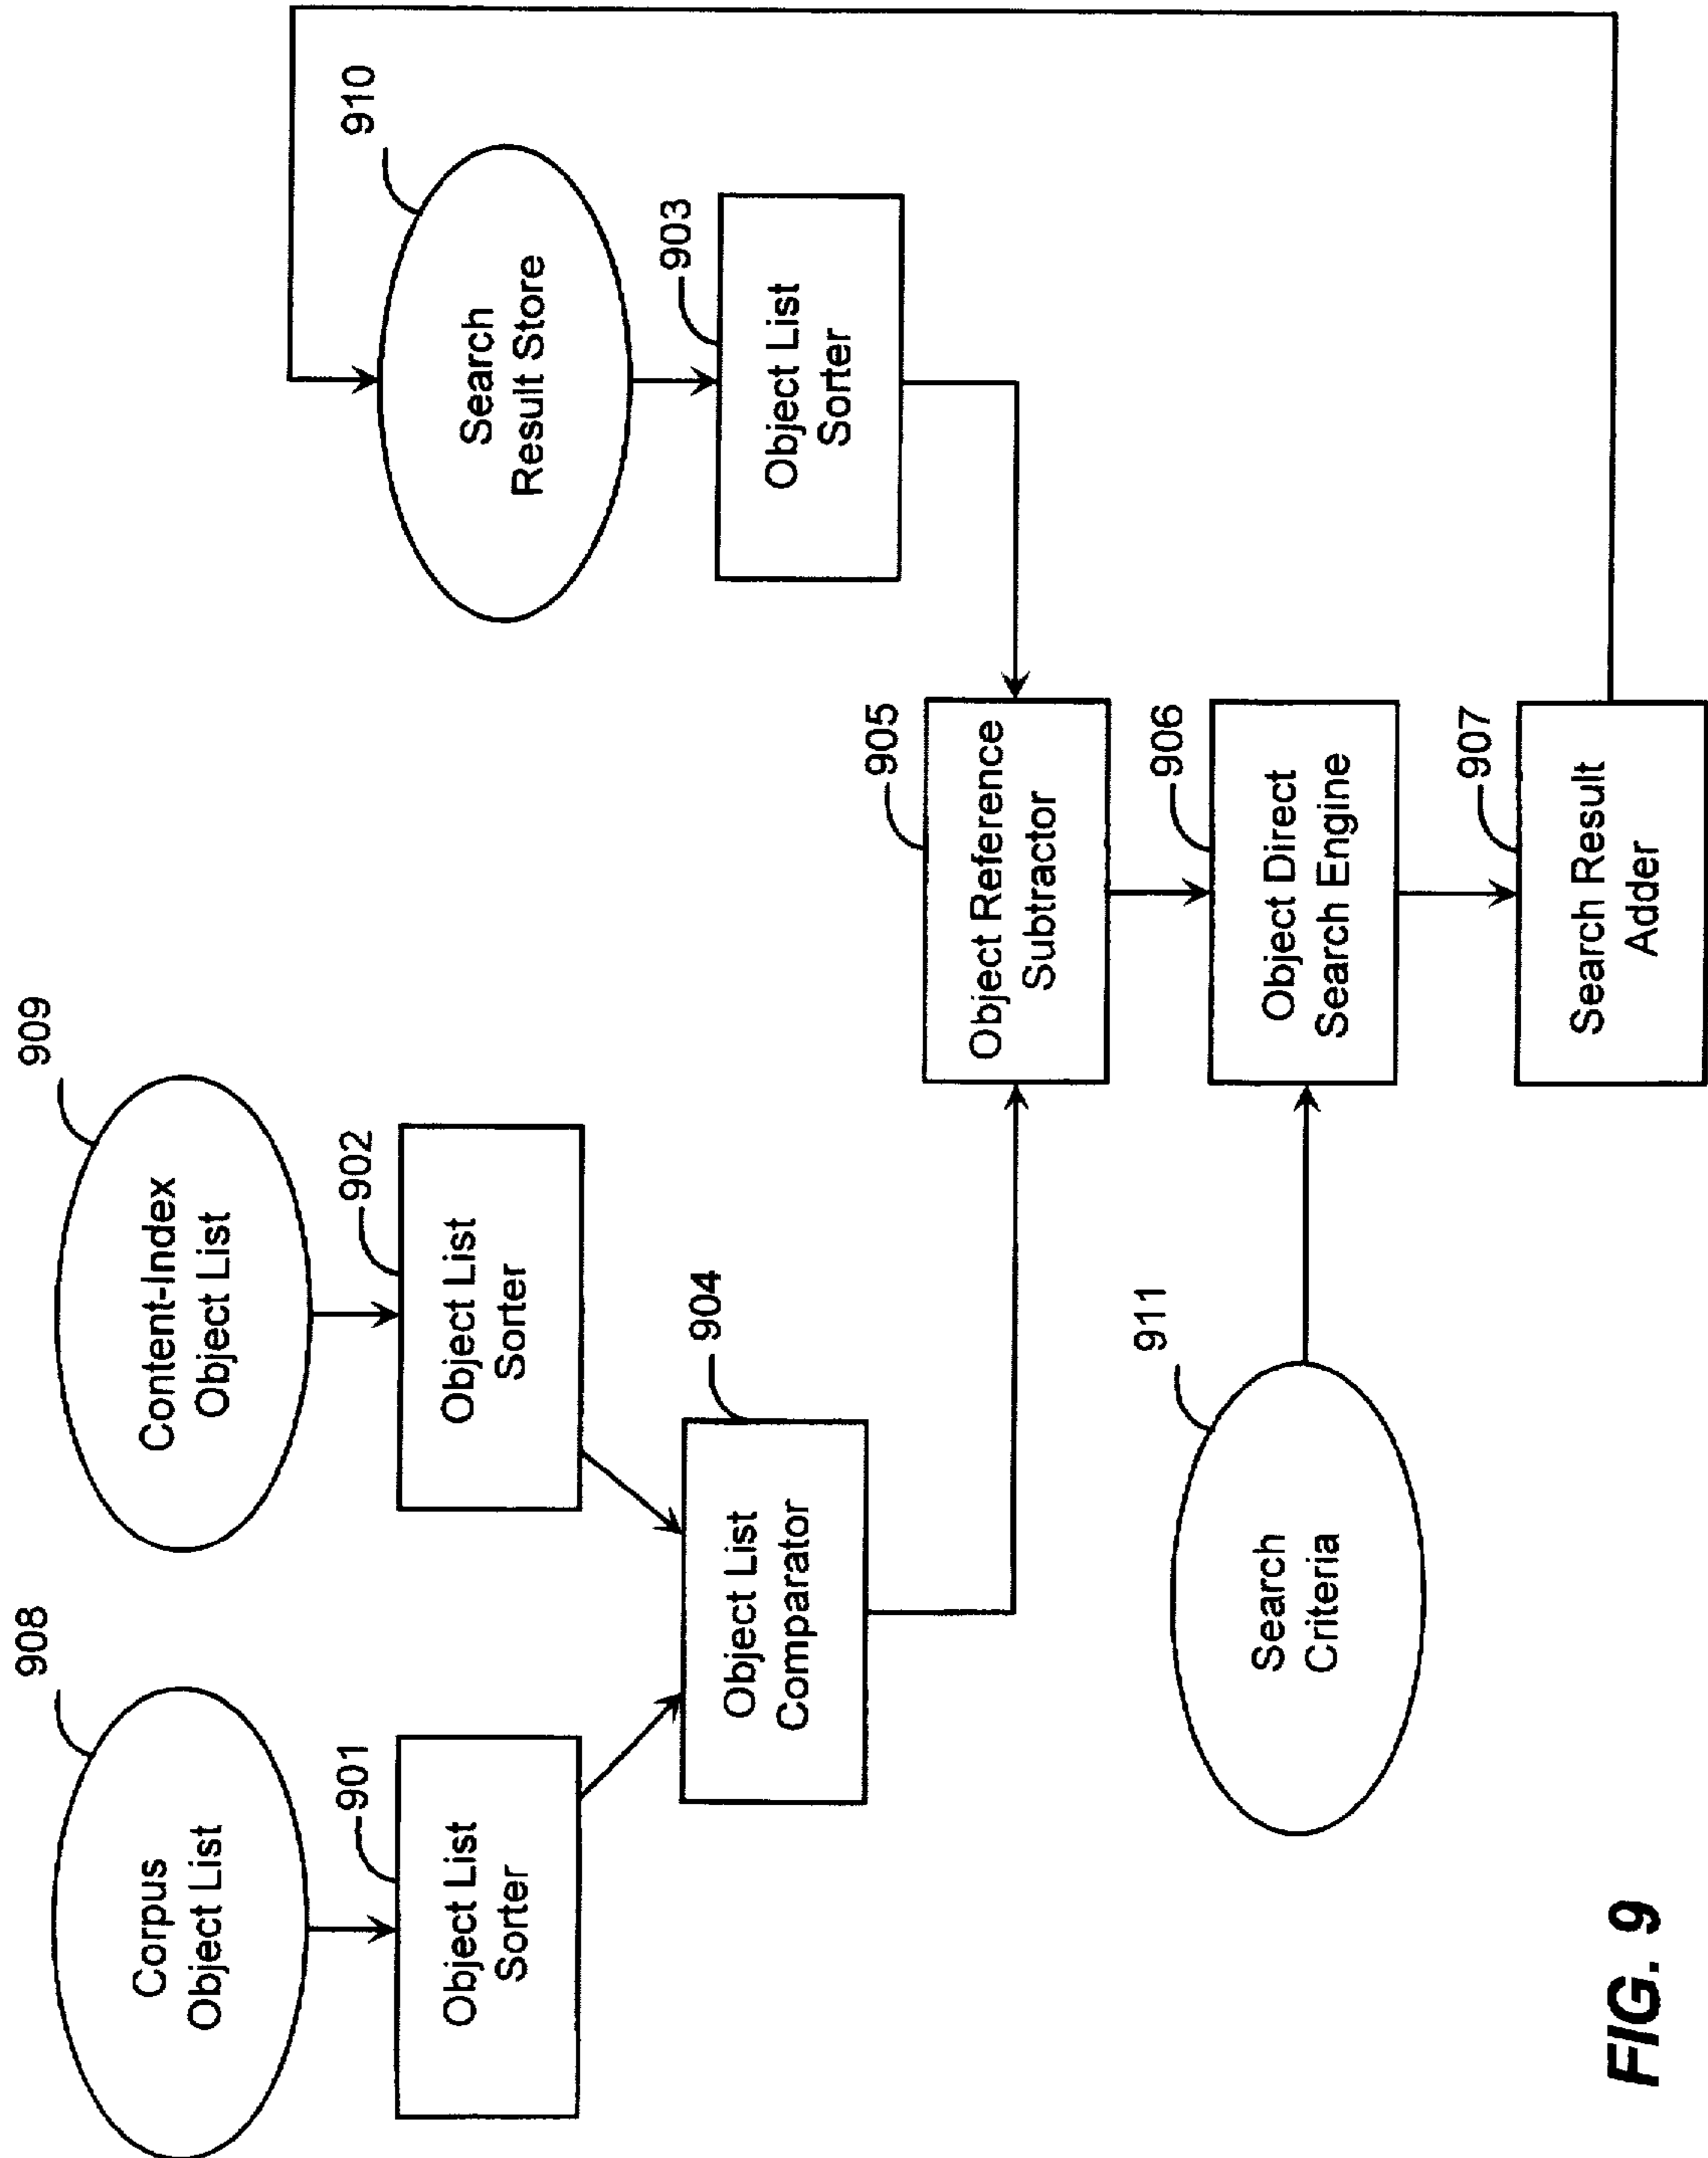 908
Corpus
Object List
909
Content-Index
Object List
910
Search
Result Store
901
Object List
Sorter
902
Object List
Sorter
903
Object List
Sorter
904
Object List
Comparator
905
Object Reference
Subtractor
911
Search
Criteria
906
Object Direct
Search Engine
907
Search Result
Adder
FIG. 9